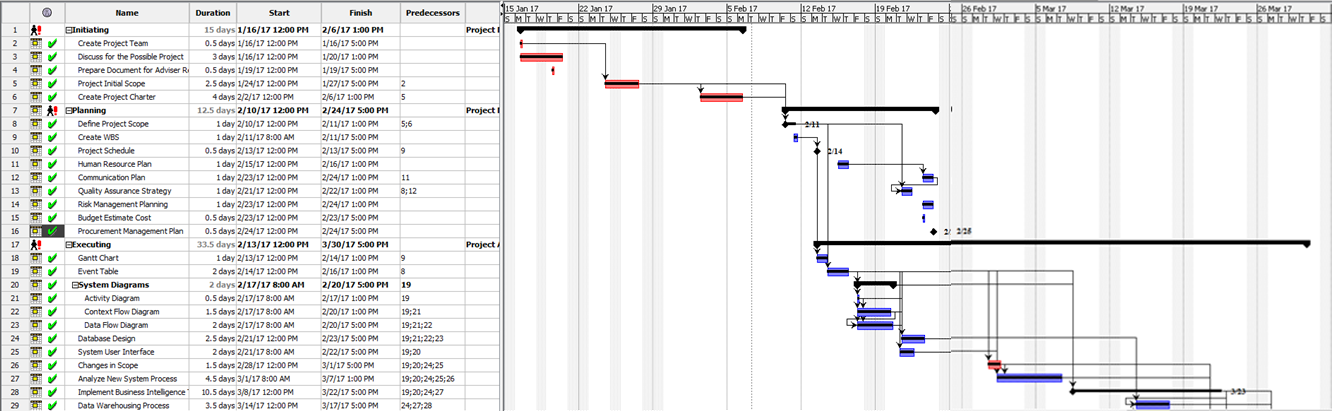 Name Duration Start Finish Predecessors
15 Jan 17 22 Jan 17 29 Jan 17 5 Feb 17 12 Feb 17 19 Feb 17 26 Feb 17 5 Mar 17 12 Mar 17 19 Mar 17 26 Mar 17
1 Initiating 15 days 1/16/17 12:00 PM 2/6/17 1:00 PM Project
2 Create Project Team 0.5 days 1/16/17 12:00 PM 1/16/17 5:00 PM
3 Discuss for the Possible Project 3 days 1/16/17 12:00 PM 1/20/17 1:00 PM
4 Prepare Document for Adviser 0.5 days 1/19/17 12:00 PM 1/19/17 5:00 PM
5 Project Initial Scope 2.5 days 1/24/17 12:00 PM 1/27/17 5:00 PM 2
6 Create Project Charter 4 days 2/2/17 12:00 PM 2/6/17 1:00 PM 5
7 Planning 12.5 days 2/10/17 12:00 PM 2/24/17 5:00 PM Project
8 Define Project Scope 1 day 2/10/17 12:00 PM 2/11/17 1:00 PM 5;6 2/11
9 Create WBS 1 day 2/11/17 8:00 AM 2/11/17 5:00 PM
10 Project Schedule 0.5 days 2/13/17 12:00 PM 2/13/17 5:00 PM 9 2/14
11 Human Resource Plan 1 day 2/15/17 12:00 PM 2/16/17 1:00 PM
12 Communication Plan 1 day 2/23/17 12:00 PM 2/24/17 1:00 PM 11
13 Quality Assurance Strategy 1 day 2/21/17 12:00 PM 2/22/17 1:00 PM 8;12
14 Risk Management Planning 1 day 2/23/17 12:00 PM 2/24/17 1:00 PM
15 Budget Estimate Cost 0.5 days 2/23/17 12:00 PM 2/23/17 5:00 PM
16 Procurement Management Plan 0.5 days 2/24/17 12:00 PM 2/24/17 5:00 PM 2/25
17 Executing 33.5 days 2/13/17 12:00 PM 3/30/17 5:00 PM Project
18 Gantt Chart 1 day 2/13/17 12:00 PM 2/14/17 1:00 PM 9
19 Event Table 2 days 2/14/17 12:00 PM 2/16/17 1:00 PM 8
20 System Diagrams 2 days 2/17/17 8:00 AM 2/20/17 5:00 PM 19
21 Activity Diagram 0.5 days 2/17/17 8:00 AM 2/17/17 1:00 PM 19
22 Context Flow Diagram 1.5 days 2/17/17 8:00 AM 2/20/17 1:00 PM 19;21
23 Data Flow Diagram 2 days 2/17/17 8:00 AM 2/20/17 5:00 PM 19;21;22
24 Database Design 2.5 days 2/21/17 12:00 PM 2/23/17 5:00 PM 19;21;22;23
25 System User Interface 2 days 2/21/17 8:00 AM 2/22/17 5:00 PM 19;20
26 Changes in Scope 1.5 days 2/28/17 12:00 PM 3/1/17 5:00 PM 19;20;24;25
27 Analyze New System Process 4.5 days 3/1/17 8:00 AM 3/7/17 1:00 PM 19;20;24;25;26
28 Implement Business Intelligence 10.5 days 3/8/17 12:00 PM 3/22/17 5:00 PM 19;20;24;27 3/23
29 Data Warehousing Process 3.5 days 3/14/17 12:00 PM 3/17/17 5:00 PM 24;27;28